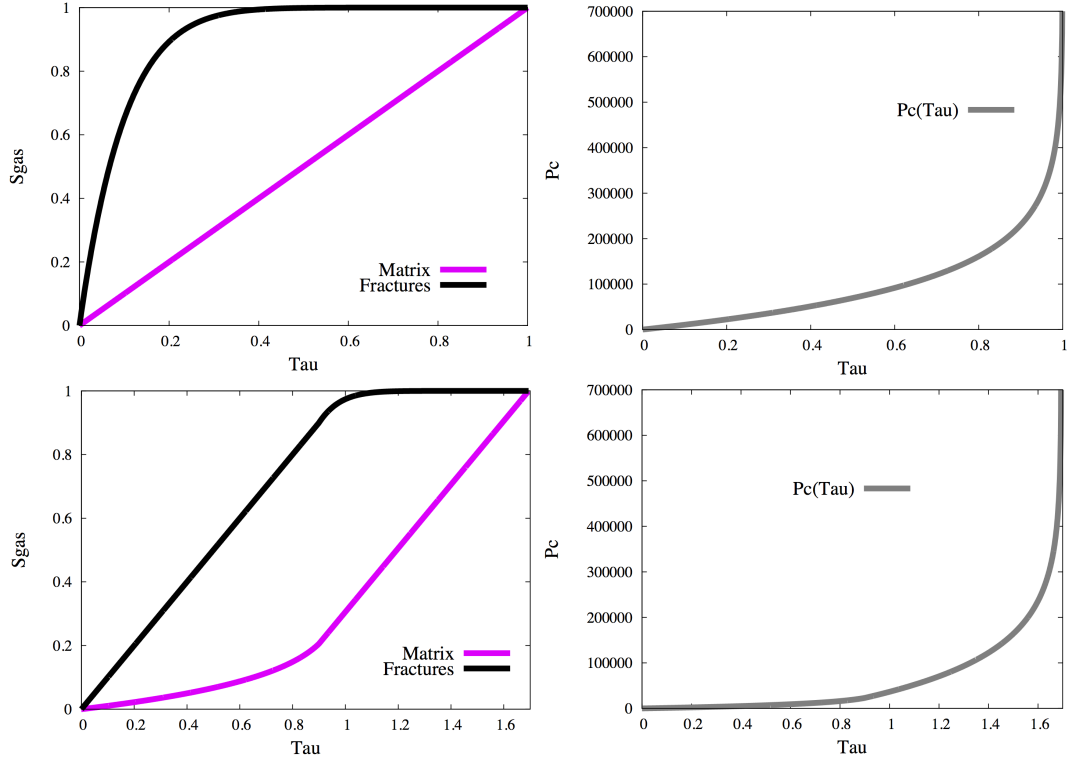 1
0.8
0.6
0.4
0.2
0
Sgas
Matrix
Fractures
0 0.2 0.4 0.6 0.8 1
Tau
700000
600000
500000
400000
300000
200000
100000
0
Pc
Pc(Tau)
0 0.2 0.4 0.6 0.8 1
Tau
1
0.8
0.6
0.4
0.2
0
Sgas
Matrix
Fractures
0 0.2 0.4 0.6 0.8 1 1.2 1.4 1.6
Tau
700000
600000
500000
400000
300000
200000
100000
0
Pc
Pc(Tau)
0 0.2 0.4 0.6 0.8 1 1.2 1.4 1.6
Tau